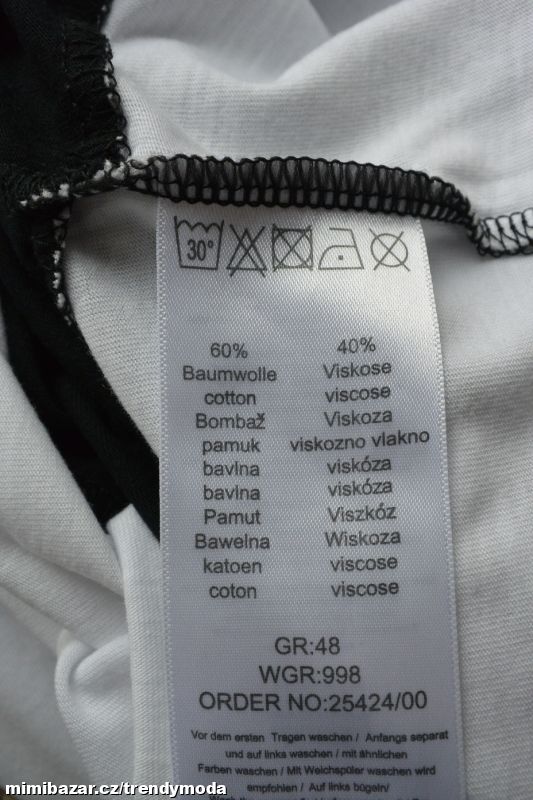 30°
60% 40%
Baumwolle Viskose
cotton viscose
Bombaž Viskoza
pamuk viskozno vlakno
bavlna viskóza
bavlna viskóza
Pamut Viszkóz
Bawelna Wiskoza
katoen viscose
coton viscose
GR:48
WGR:998
ORDER NO:25424/00
Vor dem ersten Tragen waschen / Anfangs separat
und auf links waschen / mit ähnlichen
Farben waschen / Mit Weichspüler waschen wird
empfohlen / Auf links bügeln/
mimibazar.cz/trendymoda